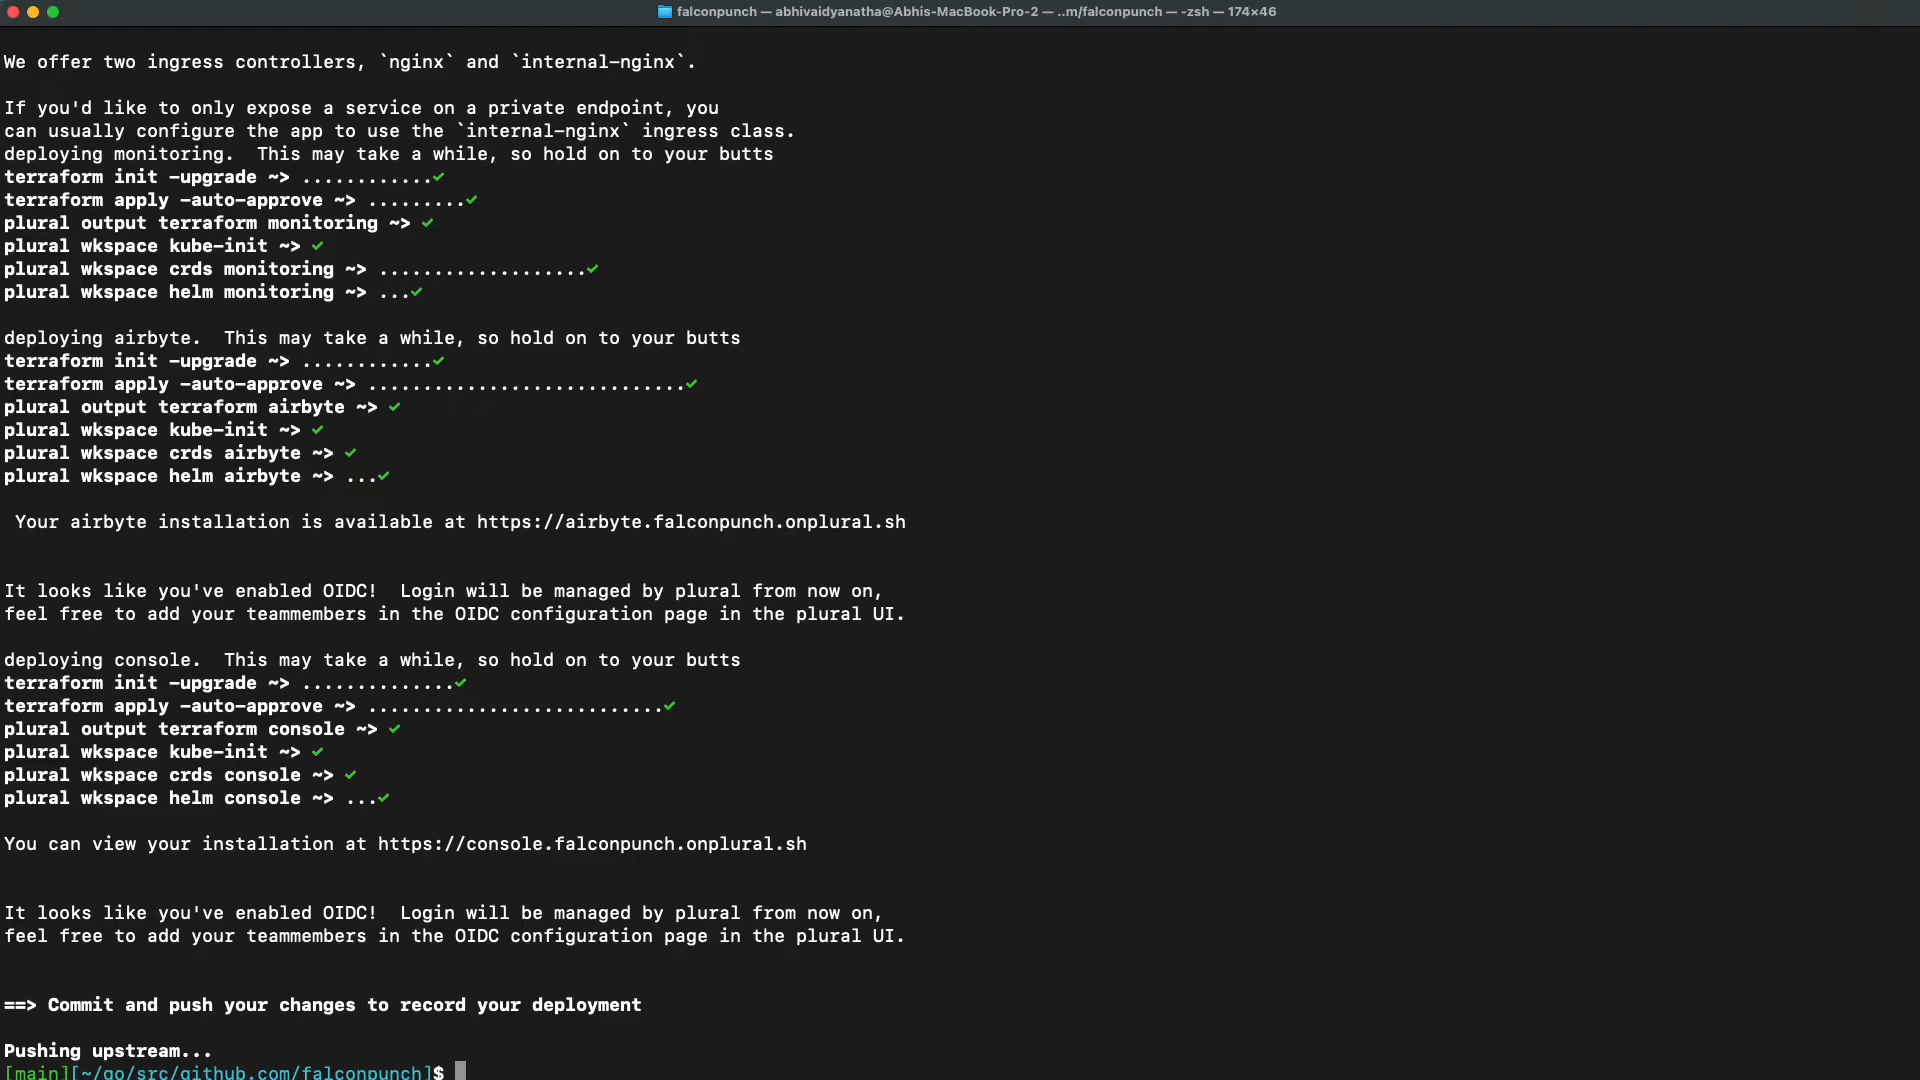 falconpunch — abhivaidyanatha@Abhis-MacBook-Pro-2 — ..m/falconpunch — -zsh — 174×46
We offer two ingress controllers, `nginx` and `internal-nginx`.
If you'd like to only expose a service on a private endpoint, you
can usually configure the app to use the `internal-nginx` ingress class.
deploying monitoring.  This may take a while, so hold on to your butts
terraform init -upgrade ~> ............✓
terraform apply -auto-approve ~> .........✓
plural output terraform monitoring ~> ✓
plural wkspace kube-init ~> ✓
plural wkspace crds monitoring ~> ...................✓
plural wkspace helm monitoring ~> ...✓
deploying airbyte.  This may take a while, so hold on to your butts
terraform init -upgrade ~> ............✓
terraform apply -auto-approve ~> .............................✓
plural output terraform airbyte ~> ✓
plural wkspace kube-init ~> ✓
plural wkspace crds airbyte ~> ✓
plural wkspace helm airbyte ~> ...✓
Your airbyte installation is available at https://airbyte.falconpunch.onplural.sh
It looks like you've enabled OIDC!  Login will be managed by plural from now on,
feel free to add your teammembers in the OIDC configuration page in the plural UI.
deploying console.  This may take a while, so hold on to your butts
terraform init -upgrade ~> ..............✓
terraform apply -auto-approve ~> ...........................✓
plural output terraform console ~> ✓
plural wkspace kube-init ~> ✓
plural wkspace crds console ~> ✓
plural wkspace helm console ~> ...✓
You can view your installation at https://console.falconpunch.onplural.sh
It looks like you've enabled OIDC!  Login will be managed by plural from now on,
feel free to add your teammembers in the OIDC configuration page in the plural UI.
==> Commit and push your changes to record your deployment
Pushing upstream...
[main][~/go/src/github.com/falconpunch]$